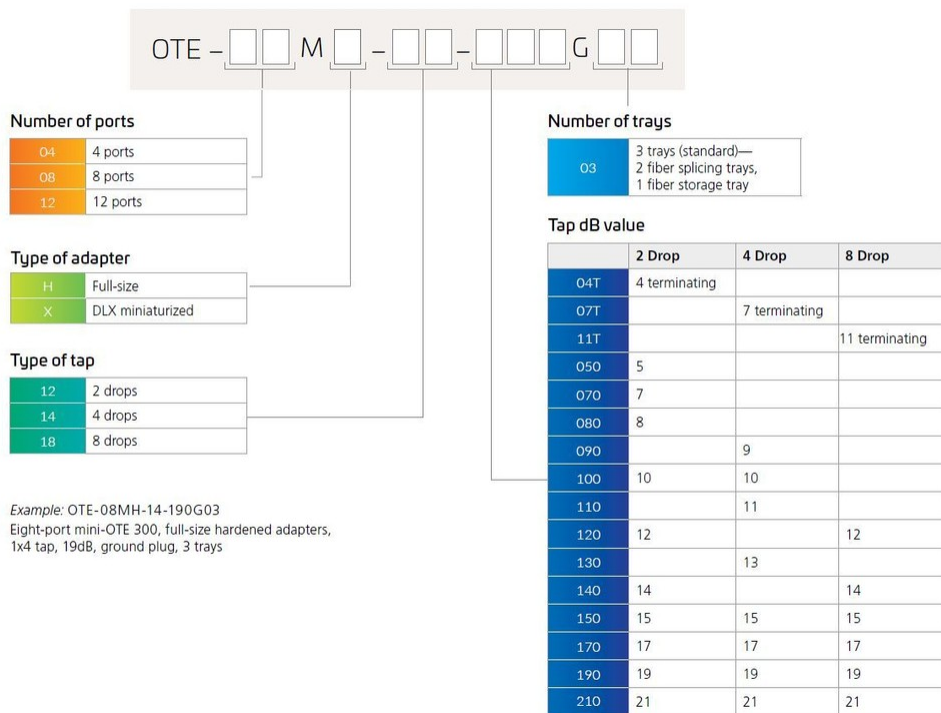 OTE – M – – G
Number of ports
04 4 ports
08 8 ports
12 12 ports
Type of adapter
H Full-size
X DLX miniaturized
Type of tap
12 2 drops
14 4 drops
18 8 drops
Example: OTE-08MH-14-190G03
Eight-port mini-OTE 300, full-size hardened adapters,
1x4 tap, 19dB, ground plug, 3 trays
Number of trays
03 3 trays (standard)—
2 fiber splicing trays,
1 fiber storage tray
Tap dB value
2 Drop 4 Drop 8 Drop
04T 4 terminating
07T 7 terminating
11T 11 terminating
050 5
070 7
080 8
090 9
100 10 10
110 11
120 12 12
130 13
140 14 14
150 15 15 15
170 17 17 17
190 19 19 19
210 21 21 21